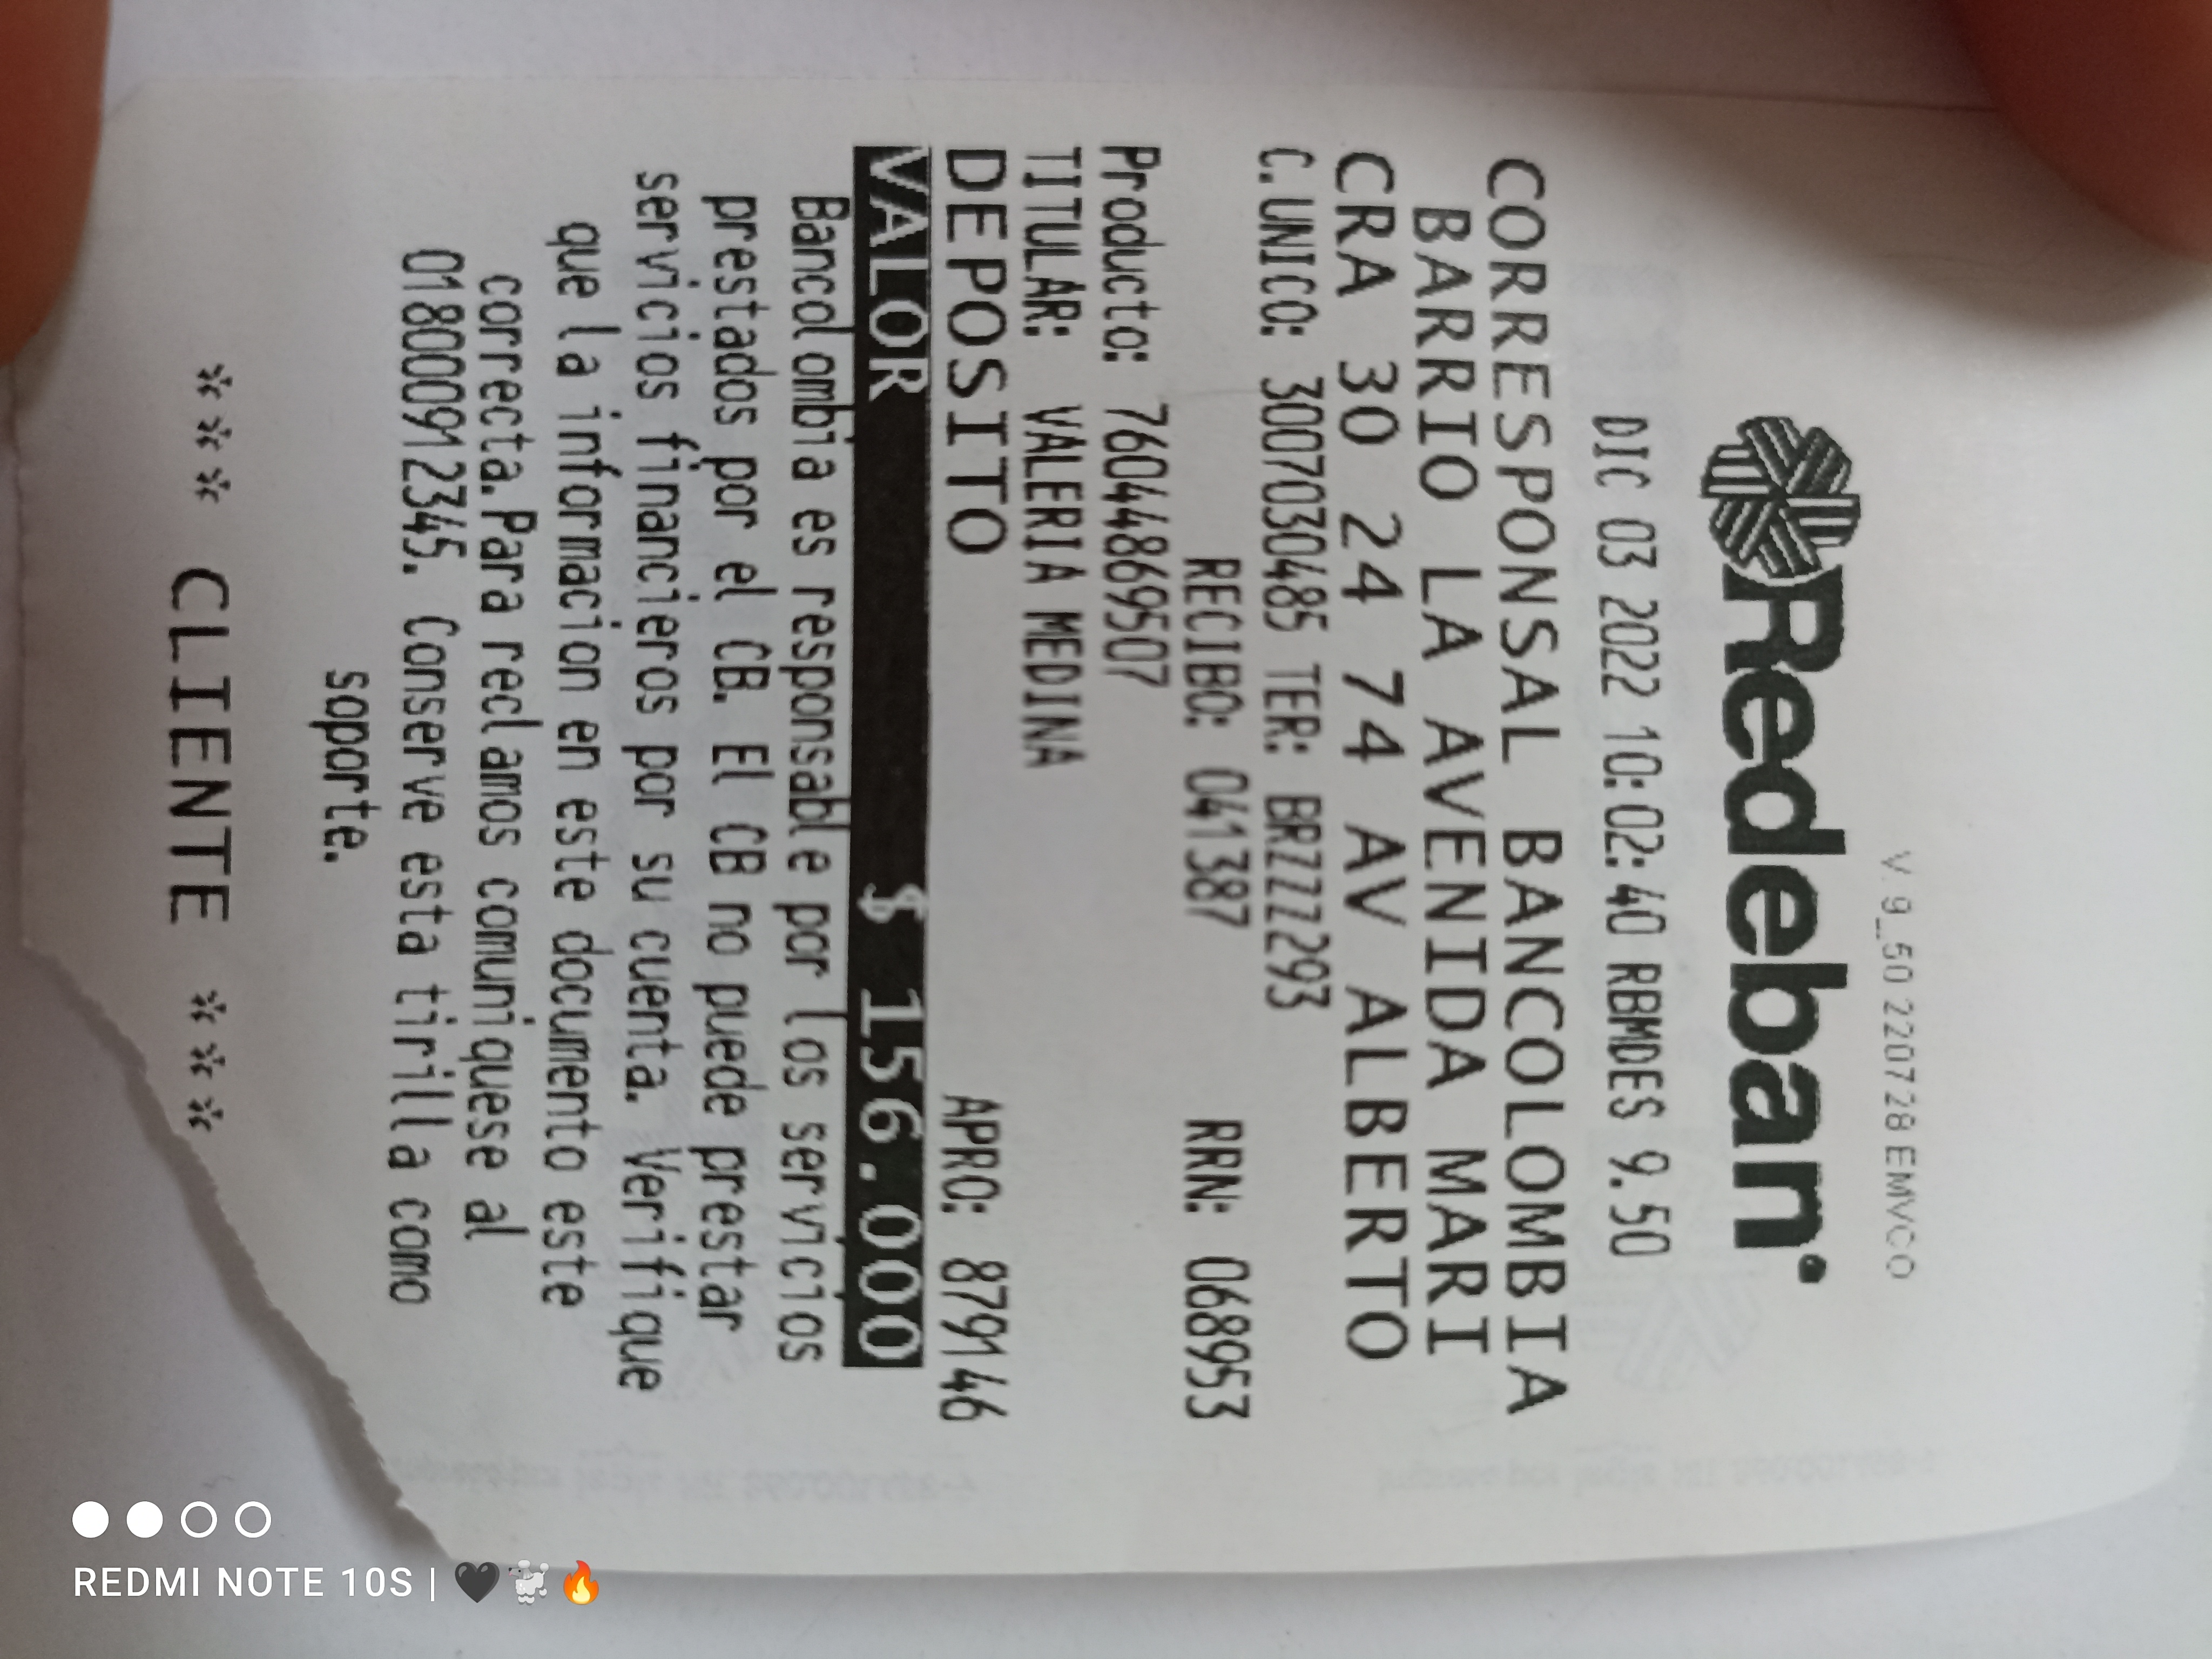 V. 9_50 220728 EMVCO
Redeban
DIC 03 2022 10:02:40 RBMDES 9.50
CORRESPONSAL BANCOLOMBIA
BARRIO LA AVENIDA MARI
CRA 30 24 74 AV ALBERTO
C.UNICO: 3007030485 TER: BRZZZ293
RECIBO: 041387 RRN: 068953
Producto: 76044869507
TITULAR: VALERIA MEDINA
DEPOSITO APRO: 879146
VALOR $ 156.000
Bancolombia es responsable por los servicios
prestados por el CB. El CB no puede prestar
servicios financieros por su cuenta. Verifique
que la informacion en este documento este
correcta.Para reclamos comuniquese al
018000912345. Conserve esta tirilla como
soporte.
*** CLIENTE ***
REDMI NOTE 10S | 🖤🐩🔥